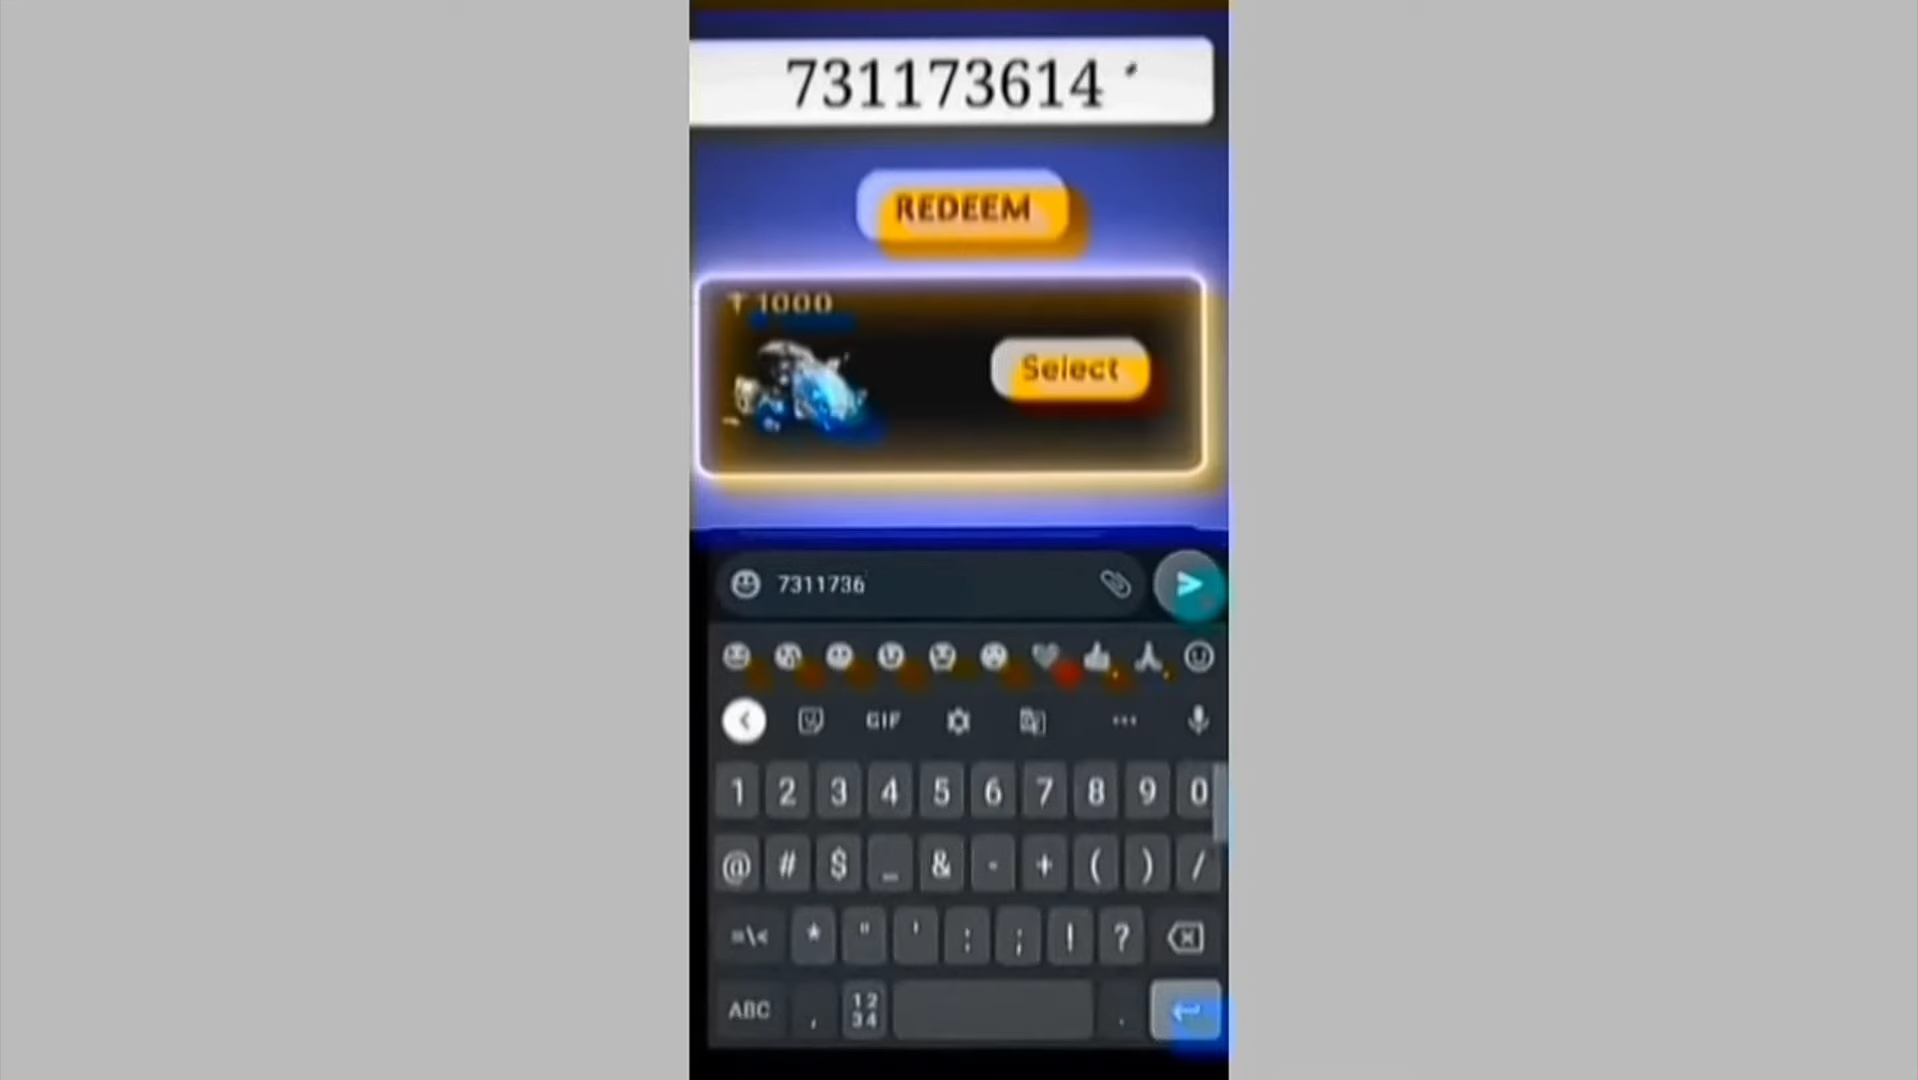 731173614
REDEEM
₸1000
Select
7311736
GIF
1 2 3 4 5 6 7 8 9 0
@ # $ _ & - + ( ) /
=\< * " ' : ; ! ?
ABC , 12 34 .